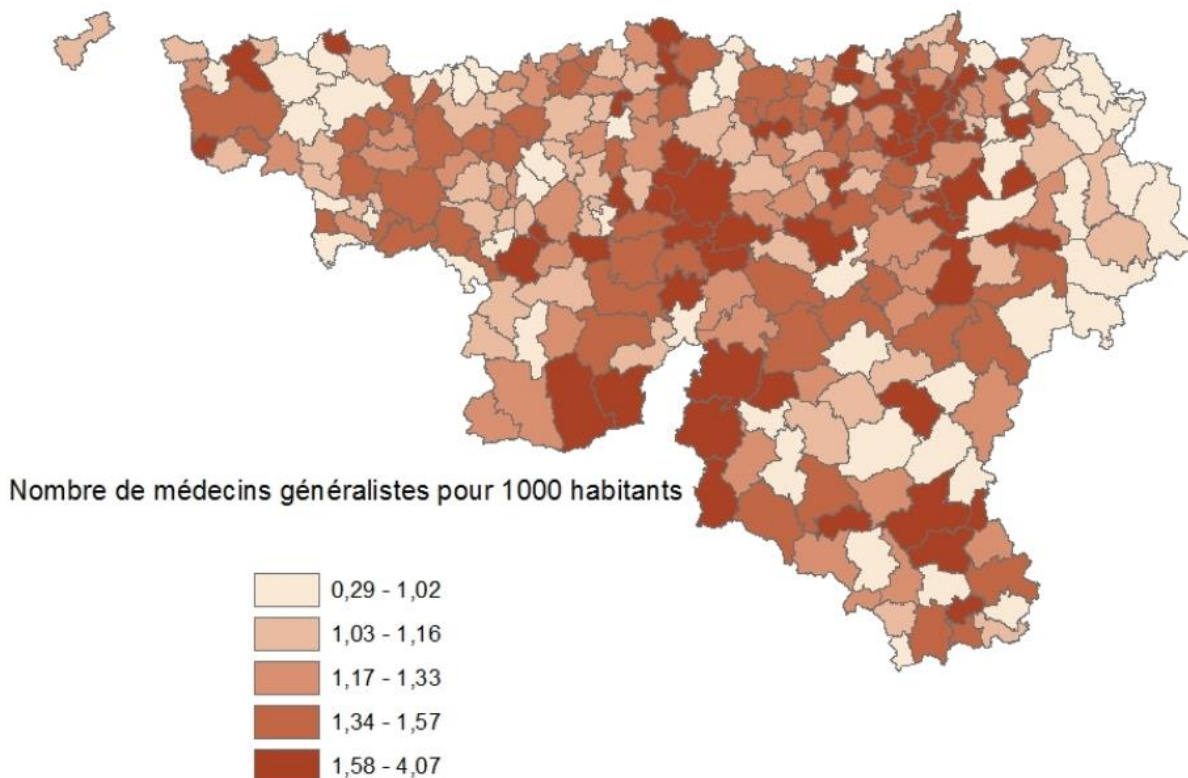 Nombre de médecins généralistes pour 1000 habitants
0,29 - 1,02
1,03 - 1,16
1,17 - 1,33
1,34 - 1,57
1,58 - 4,07